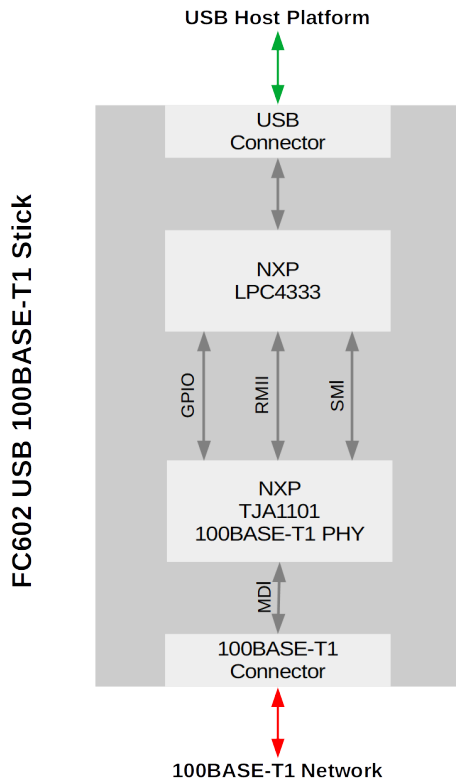 USB Host Platform
FC602 USB 100BASE-T1 Stick
USB
Connector
NXP
LPC4333
GPIO
RMII
SMI
NXP
TJA1101
100BASE-T1 PHY
MDI
100BASE-T1
Connector
100BASE-T1 Network